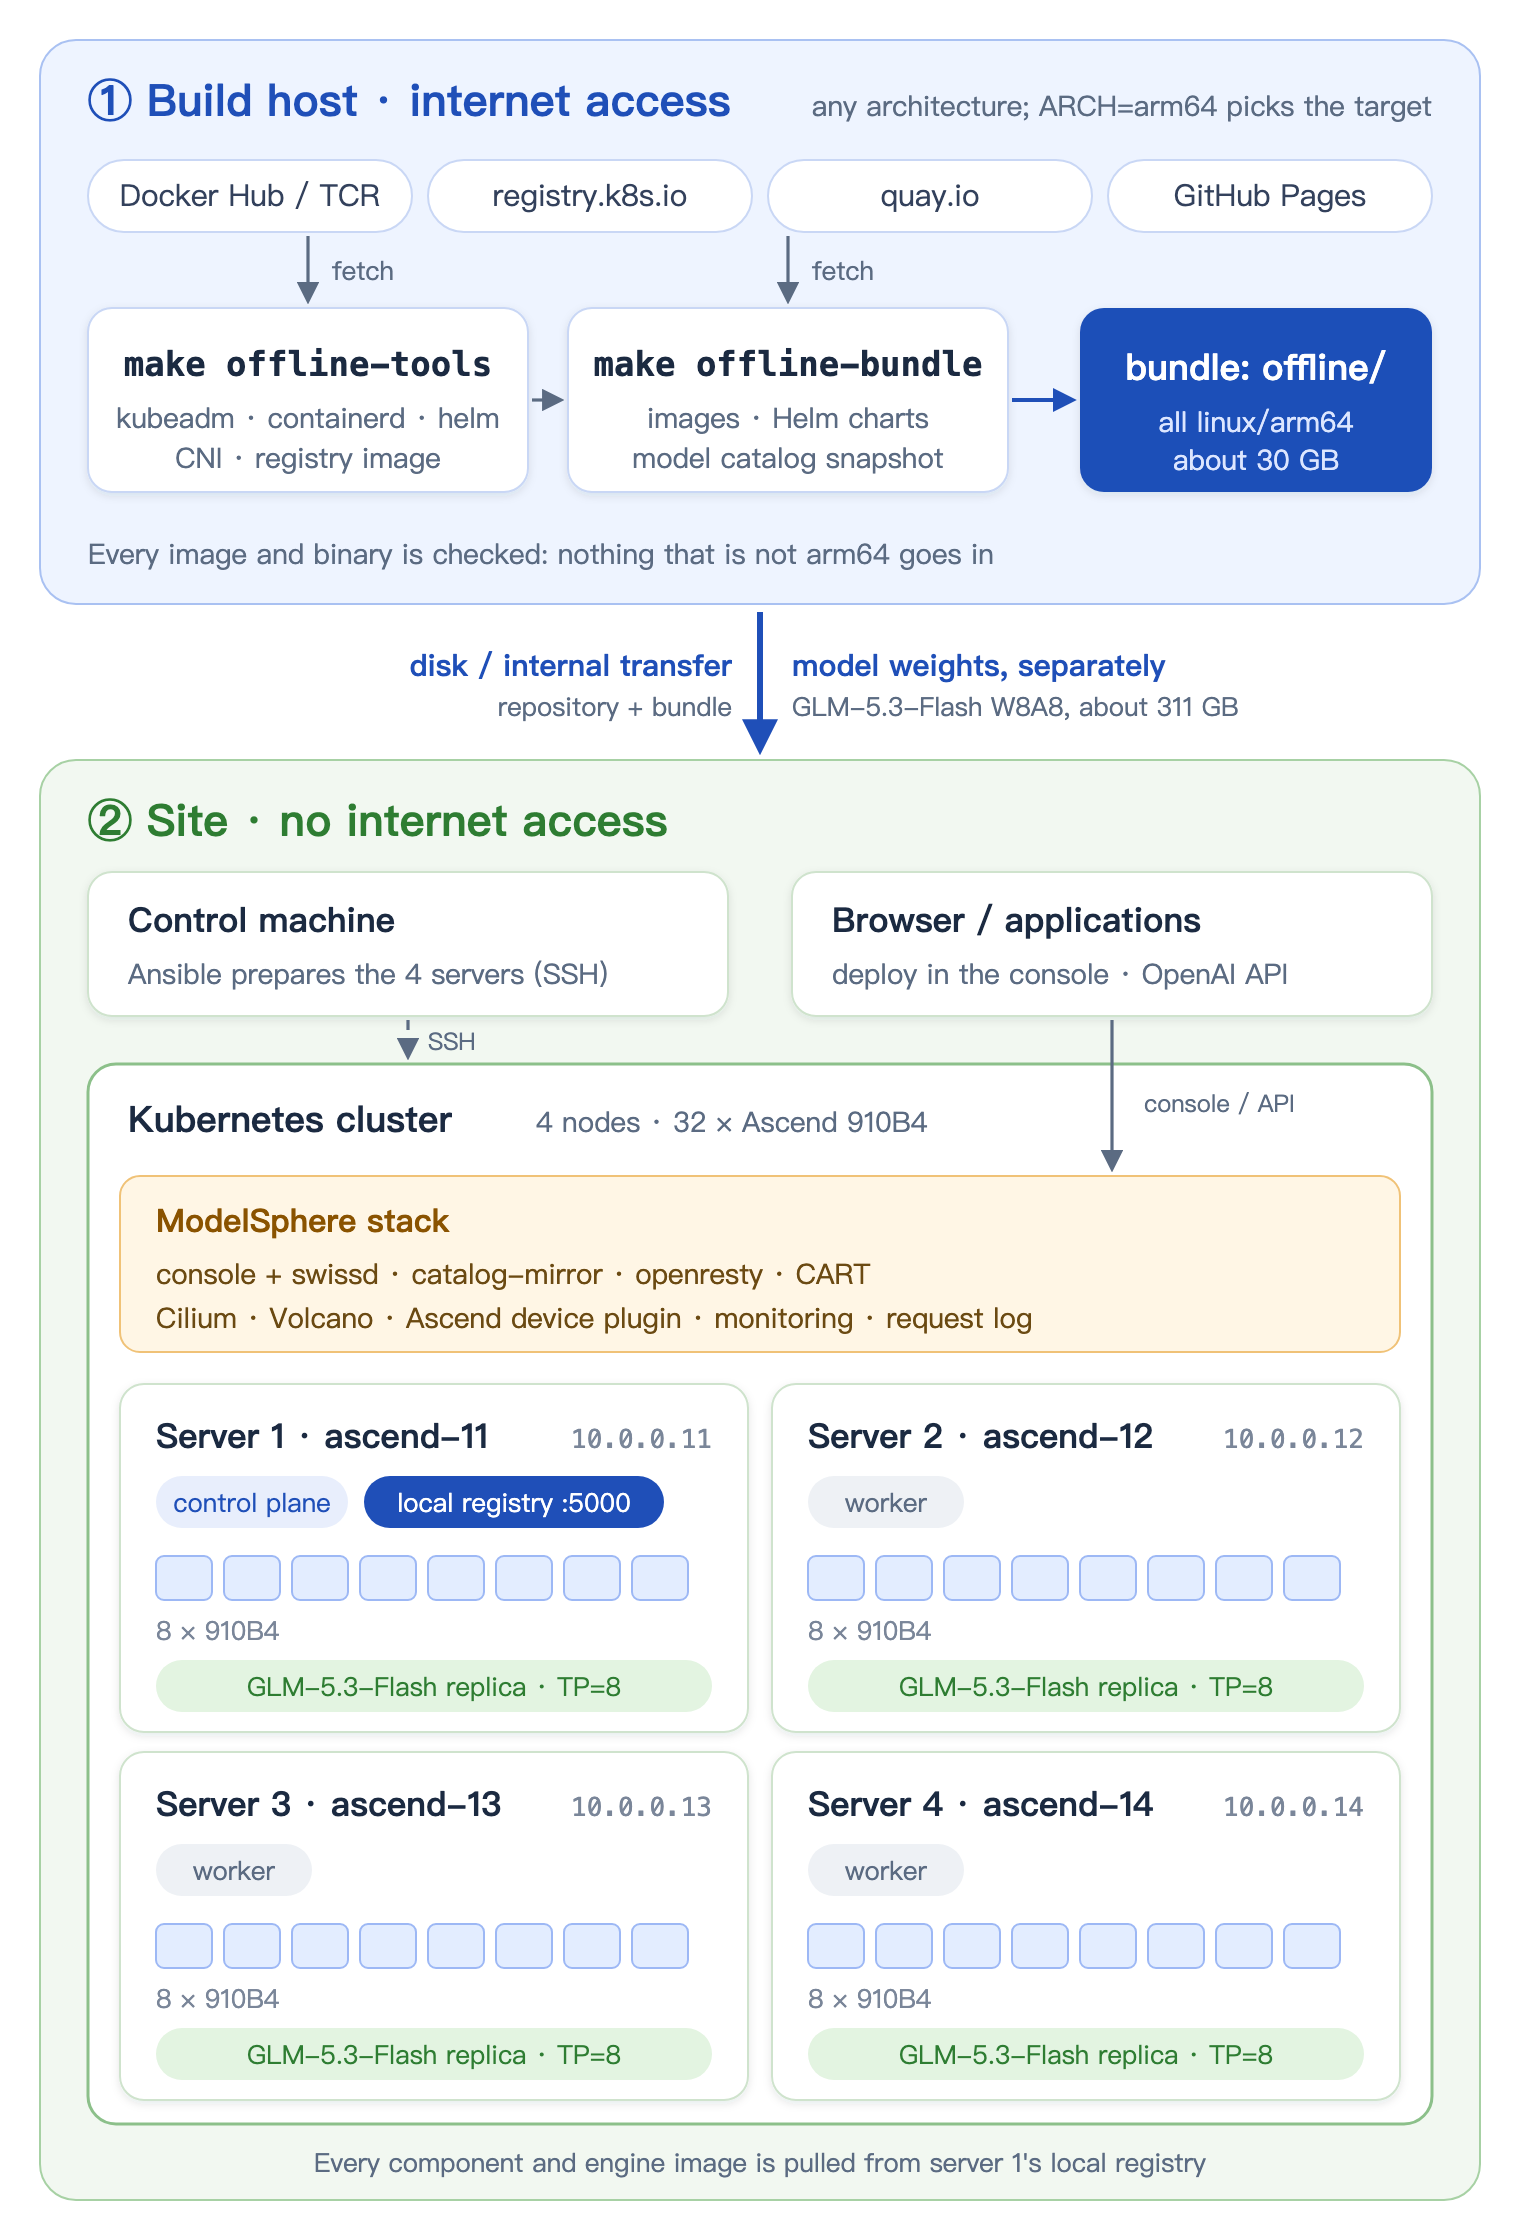 ① Build host · internet access
any architecture; ARCH=arm64 picks the target
Docker Hub / TCR
registry.k8s.io
quay.io
GitHub Pages
fetch
fetch
make offline-tools
kubeadm · containerd · helm
CNI · registry image
make offline-bundle
images · Helm charts
model catalog snapshot
bundle: offline/
all linux/arm64
about 30 GB
Every image and binary is checked: nothing that is not arm64 goes in
disk / internal transfer
repository + bundle
model weights, separately
GLM-5.3-Flash W8A8, about 311 GB
② Site · no internet access
Control machine
Ansible prepares the 4 servers (SSH)
Browser / applications
deploy in the console · OpenAI API
SSH
console / API
Kubernetes cluster
4 nodes · 32 × Ascend 910B4
ModelSphere stack
console + swissd · catalog-mirror · openresty · CART
Cilium · Volcano · Ascend device plugin · monitoring · request log
Server 1 · ascend-11
10.0.0.11
control plane
local registry :5000
8 × 910B4
GLM-5.3-Flash replica · TP=8
Server 2 · ascend-12
10.0.0.12
worker
8 × 910B4
GLM-5.3-Flash replica · TP=8
Server 3 · ascend-13
10.0.0.13
worker
8 × 910B4
GLM-5.3-Flash replica · TP=8
Server 4 · ascend-14
10.0.0.14
worker
8 × 910B4
GLM-5.3-Flash replica · TP=8
Every component and engine image is pulled from server 1's local registry